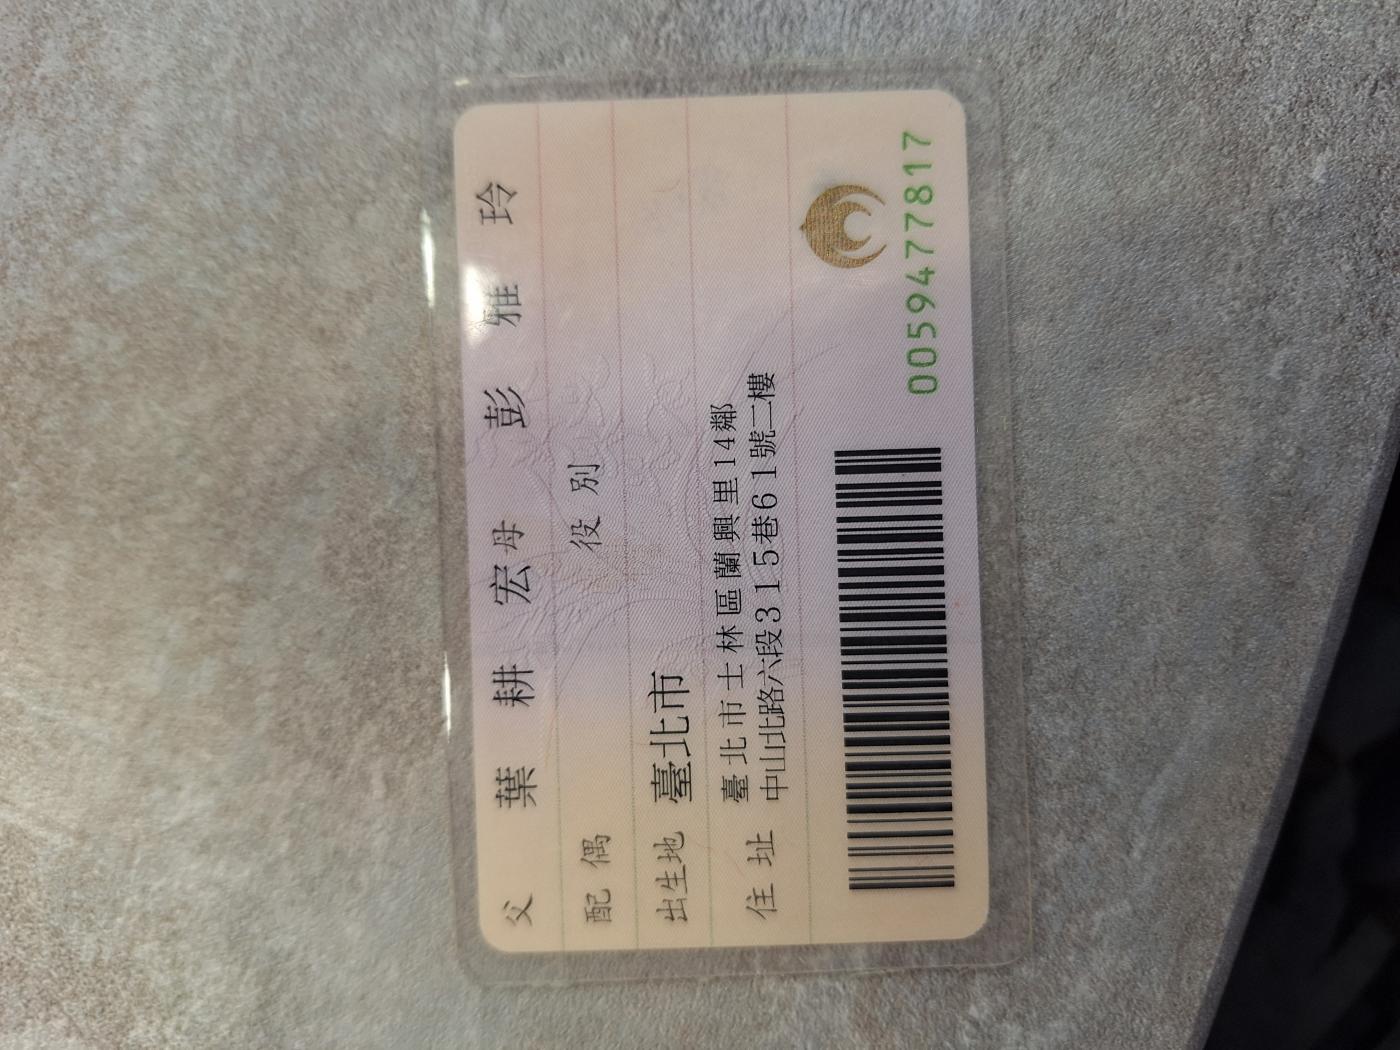 父 葉耕宏 母 彭雅玲
配偶 役別
出生地 臺北市
住址 臺北市士林區蘭興里14鄰
中山北路六段315巷61號二樓
0059477817